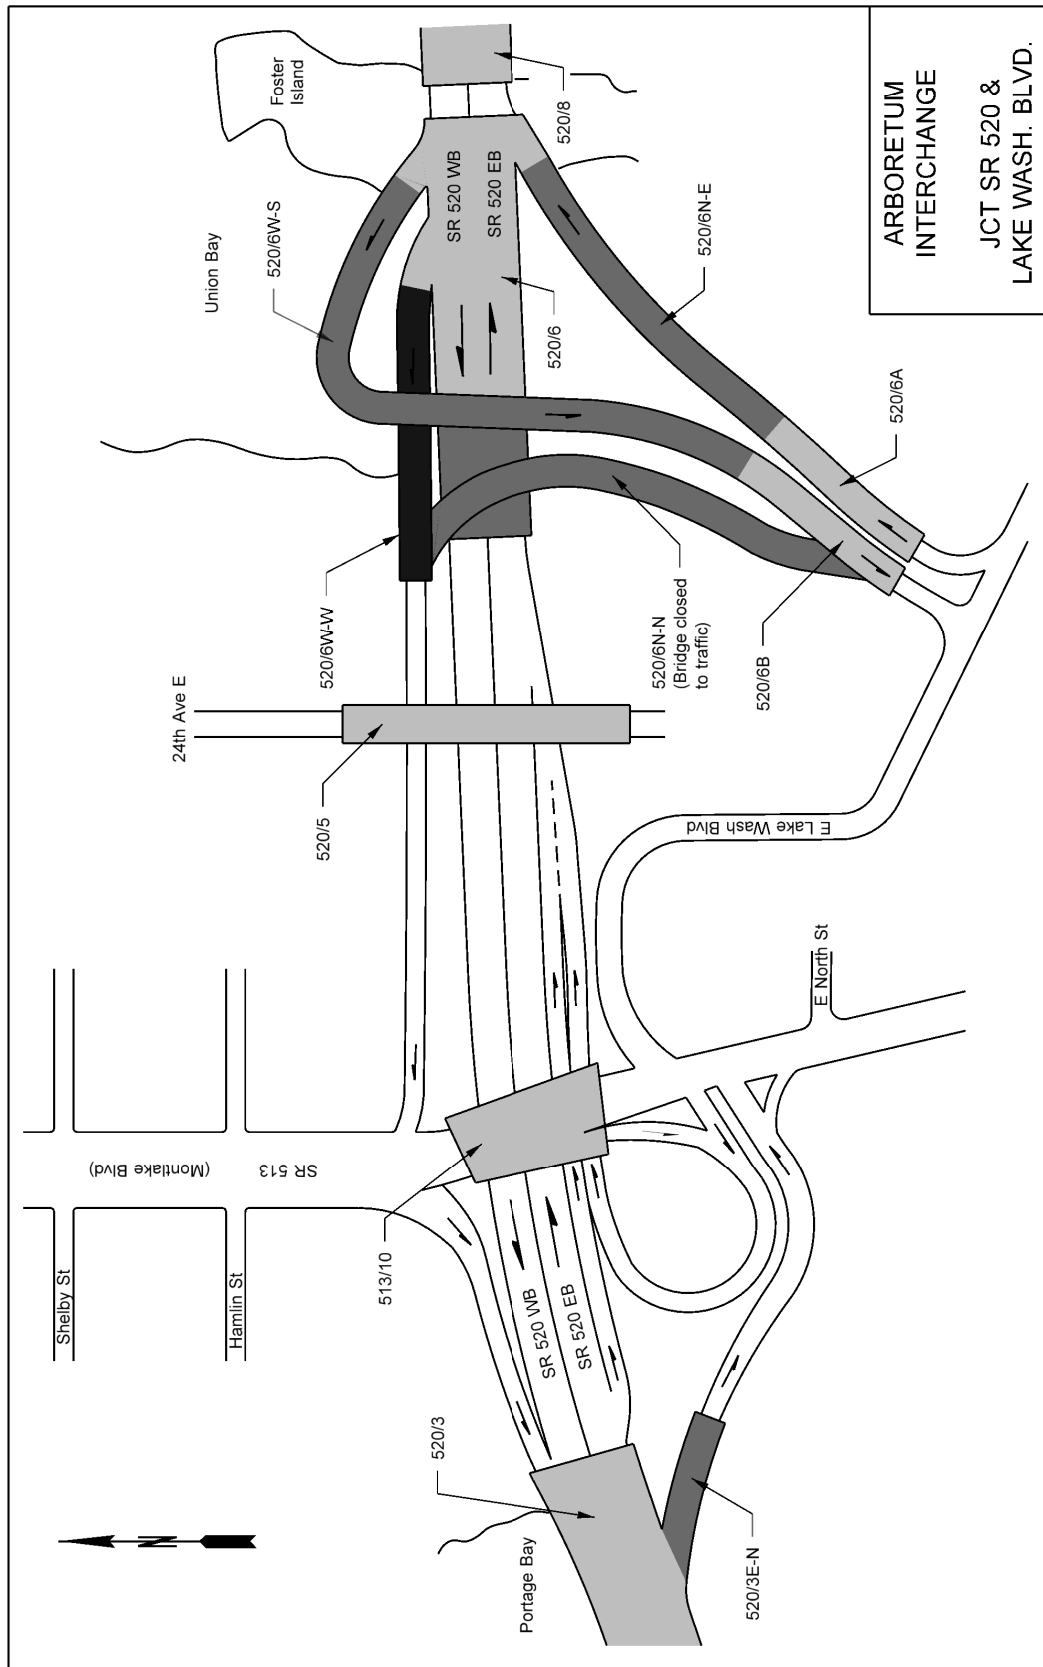 Foster
Island
Union Bay
520/6W-S
SR 520 WB
SR 520 EB
520/8
520/6
520/6N-E
ARBORETUM
INTERCHANGE
JCT SR 520 &
LAKE WASH. BLVD.
520/6A
24th Ave E
520/6W-W
520/6N-N
(Bridge closed
to traffic)
520/6B
520/5
E Lake Wash Blvd
E North St
SR 513
(Montlake Blvd)
Shelby St
Hamlin St
513/10
SR 520 WB
SR 520 EB
520/3
Portage Bay
520/3E-N
N